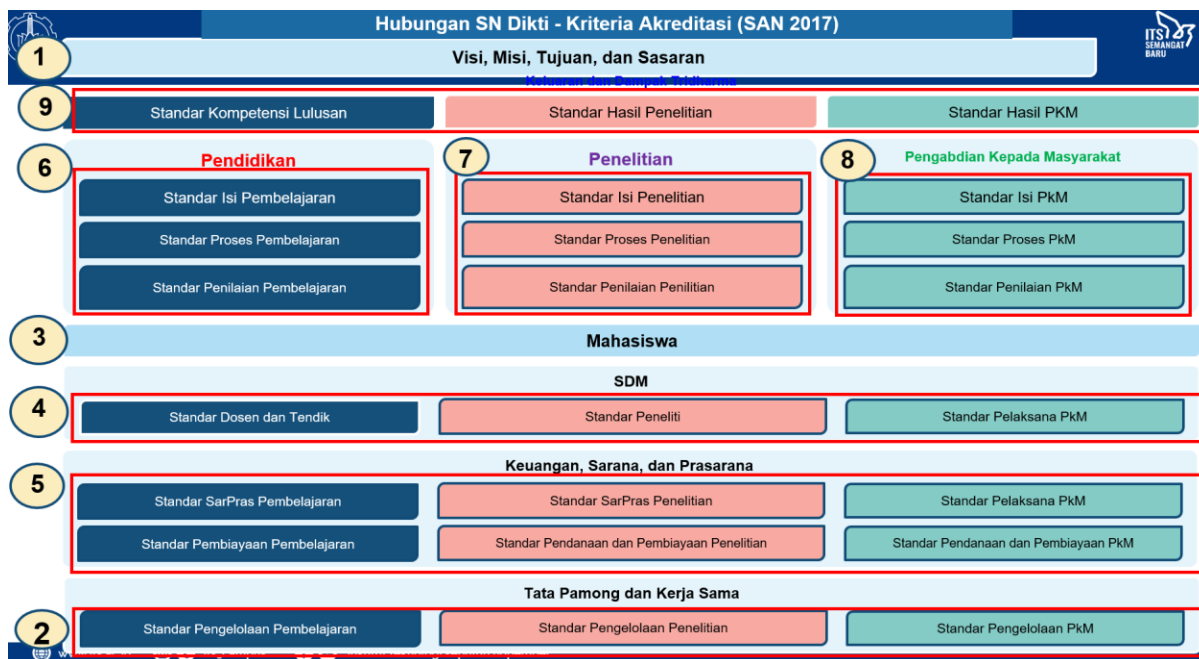 Hubungan SN Dikti - Kriteria Akreditasi (SAN 2017)
ITS
SEMANGAT
BARU
1
Visi, Misi, Tujuan, dan Sasaran
Keluaran dan Dampak Tridharma
9
Standar Kompetensi Lulusan
Standar Hasil Penelitian
Standar Hasil PKM
6
Pendidikan
Standar Isi Pembelajaran
Standar Proses Pembelajaran
Standar Penilaian Pembelajaran
7
Penelitian
Standar Isi Penelitian
Standar Proses Penelitian
Standar Penilaian Penilitian
8
Pengabdian Kepada Masyarakat
Standar Isi PkM
Standar Proses PkM
Standar Penilaian PkM
3
Mahasiswa
SDM
4
Standar Dosen dan Tendik
Standar Peneliti
Standar Pelaksana PkM
Keuangan, Sarana, dan Prasarana
5
Standar SarPras Pembelajaran
Standar SarPras Penelitian
Standar Pelaksana PkM
Standar Pembiayaan Pembelajaran
Standar Pendanaan dan Pembiayaan Penelitian
Standar Pendanaan dan Pembiayaan PkM
Tata Pamong dan Kerja Sama
2
Standar Pengelolaan Pembelajaran
Standar Pengelolaan Penelitian
Standar Pengelolaan PkM